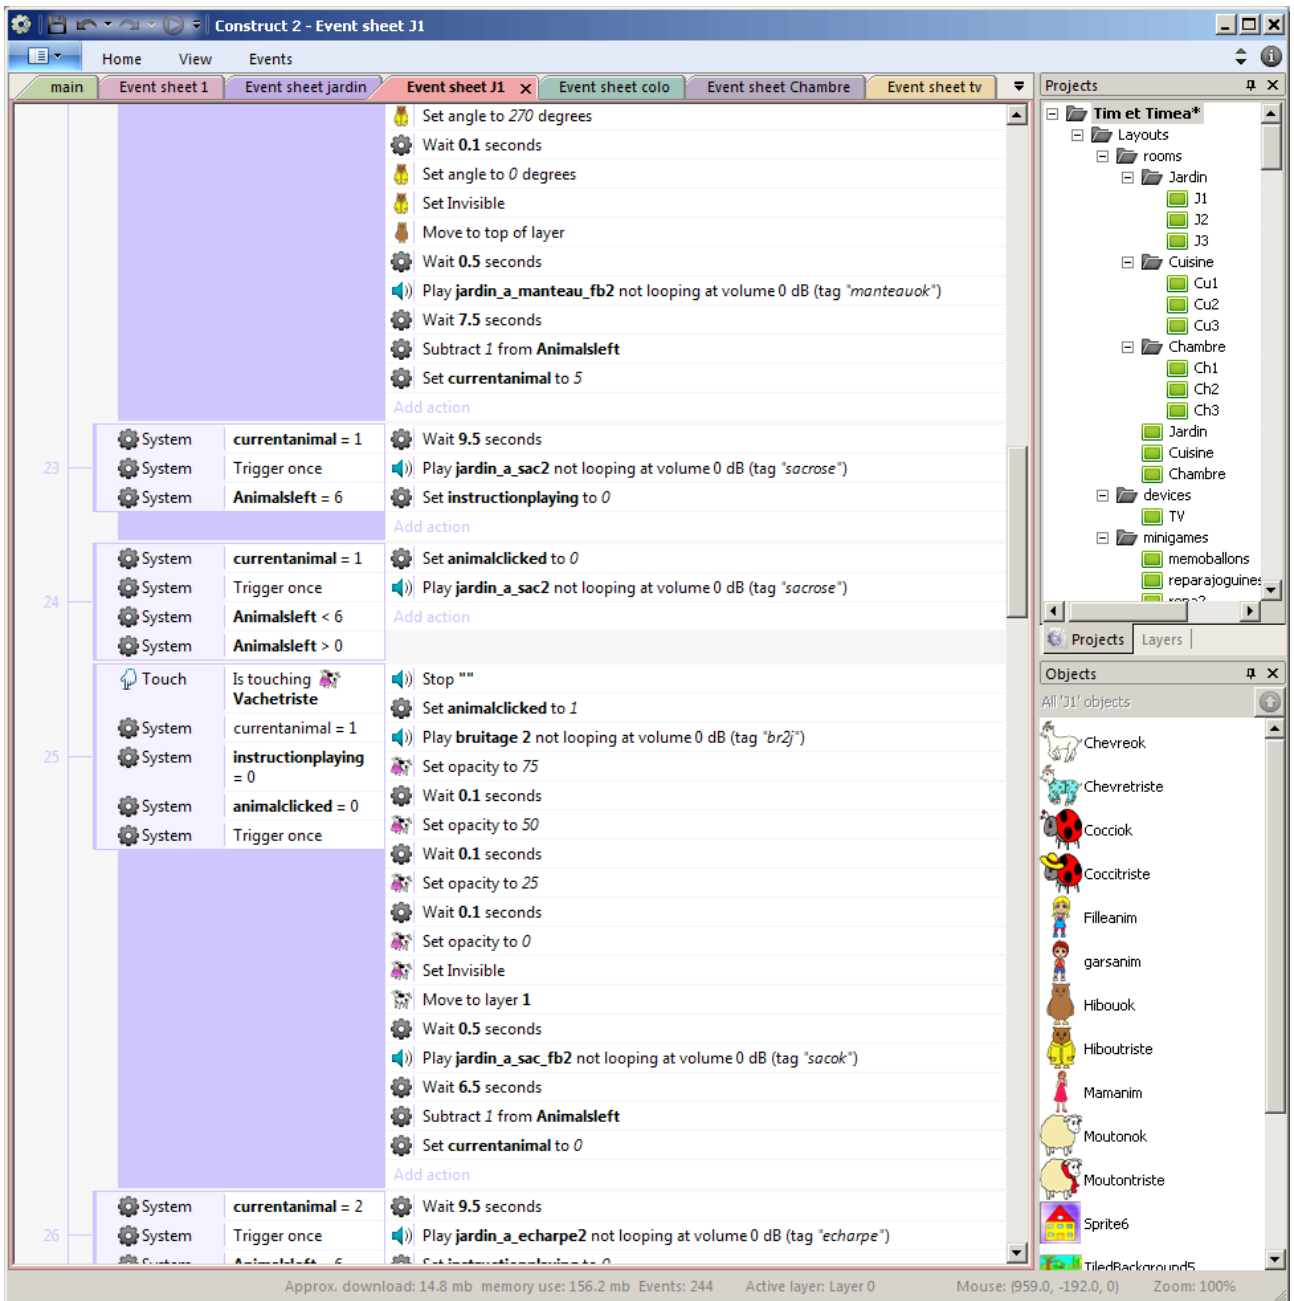 Construct 2 - Event sheet J1
Home View Events
main Event sheet 1 Event sheet jardin Event sheet J1 x Event sheet colo Event sheet Chambre Event sheet tv
Set angle to 270 degrees
Wait 0.1 seconds
Set angle to 0 degrees
Set Invisible
Move to top of layer
Wait 0.5 seconds
Play jardin_a_manteau_fb2 not looping at volume 0 dB (tag "manteauok")
Wait 7.5 seconds
Subtract 1 from Animalsleft
Set currentanimal to 5
Add action
23
System currentanimal = 1 Wait 9.5 seconds
System Trigger once Play jardin_a_sac2 not looping at volume 0 dB (tag "sacrose")
System Animalsleft = 6 Set instructionplaying to 0
Add action
24
System currentanimal = 1 Set animalclicked to 0
System Trigger once Play jardin_a_sac2 not looping at volume 0 dB (tag "sacrose")
System Animalsleft < 6 Add action
System Animalsleft > 0
25
Touch Is touching Vachetriste Stop ""
System currentanimal = 1 Set animalclicked to 1
System instructionplaying = 0 Play bruitage 2 not looping at volume 0 dB (tag "br2j")
System animalclicked = 0 Set opacity to 75
System Trigger once Wait 0.1 seconds
Set opacity to 50
Wait 0.1 seconds
Set opacity to 25
Wait 0.1 seconds
Set opacity to 0
Set Invisible
Move to layer 1
Wait 0.5 seconds
Play jardin_a_sac_fb2 not looping at volume 0 dB (tag "sacok")
Wait 6.5 seconds
Subtract 1 from Animalsleft
Set currentanimal to 0
Add action
26
System currentanimal = 2 Wait 9.5 seconds
System Trigger once Play jardin_a_echarpe2 not looping at volume 0 dB (tag "echarpe")
System Animalsleft = 6 Set instructionplaying to 0
Projects
Tim et Timea*
Layouts
rooms
Jardin
J1
J2
J3
Cuisine
Cu1
Cu2
Cu3
Chambre
Ch1
Ch2
Ch3
Jardin
Cuisine
Chambre
devices
TV
minigames
memoballons
reparajoguines
repa2
Projects Layers
Objects
All 'J1' objects
Chevreok
Chevretriste
Cocciok
Coccitriste
Filleanim
garsanim
Hibouok
Hiboutriste
Mamanim
Moutonok
Moutontriste
Sprite6
TiledBackground5
Approx. download: 14.8 mb memory use: 156.2 mb Events: 244 Active layer: Layer 0 Mouse: (959.0, -192.0, 0) Zoom: 100%